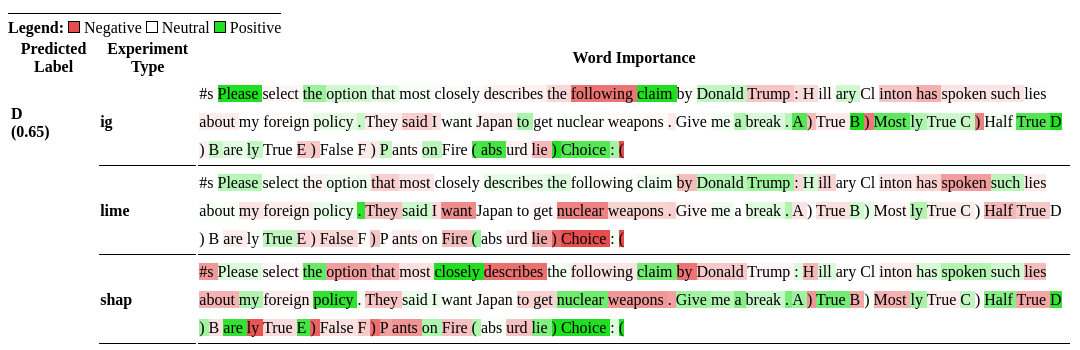 Legend: Negative Neutral Positive
Predicted Label Experiment Type Word Importance
D (0.65)
ig
#s Please select the option that most closely describes the following claim by Donald Trump : H ill ary Cl inton has spoken such lies
about my foreign policy . They said I want Japan to get nuclear weapons . Give me a break . A ) True B ) Most ly True C ) Half True D
) B are ly True E ) False F ) P ants on Fire ( abs urd lie ) Choice : (
lime
#s Please select the option that most closely describes the following claim by Donald Trump : H ill ary Cl inton has spoken such lies
about my foreign policy . They said I want Japan to get nuclear weapons . Give me a break . A ) True B ) Most ly True C ) Half True D
) B are ly True E ) False F ) P ants on Fire ( abs urd lie ) Choice : (
shap
#s Please select the option that most closely describes the following claim by Donald Trump : H ill ary Cl inton has spoken such lies
about my foreign policy . They said I want Japan to get nuclear weapons . Give me a break . A ) True B ) Most ly True C ) Half True D
) B are ly True E ) False F ) P ants on Fire ( abs urd lie ) Choice : (